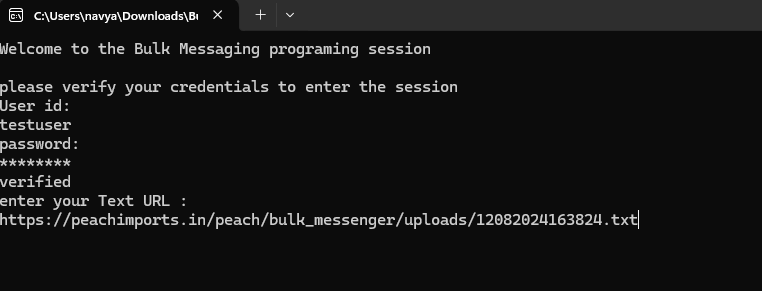 C:\Users\navya\Downloads\Bu
Welcome to the Bulk Messaging programing session
please verify your credentials to enter the session
User id:
testuser
password:
********
verified
enter your Text URL :
https://peachimports.in/peach/bulk_messenger/uploads/12082024163824.txt